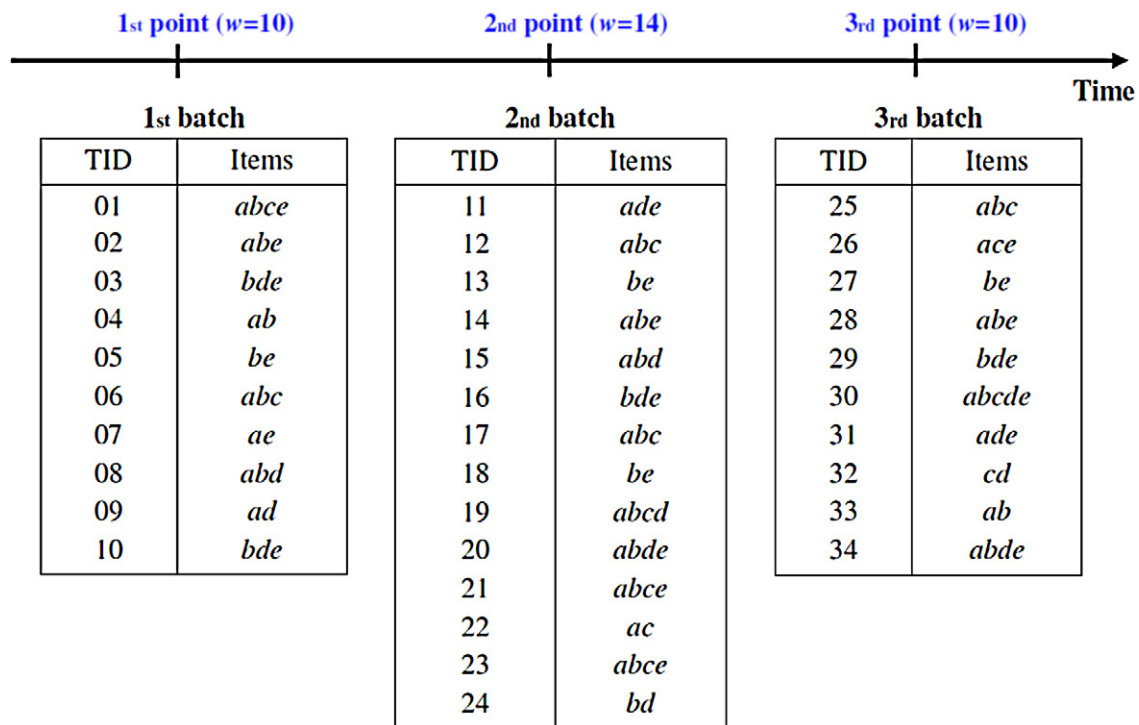 1st point (w=10) 2nd point (w=14) 3rd point (w=10)
Time
1st batch 2nd batch 3rd batch
TID Items TID Items TID Items
01 abce 11 ade 25 abc
02 abe 12 abc 26 ace
03 bde 13 be 27 be
04 ab 14 abe 28 abe
05 be 15 abd 29 bde
06 abc 16 bde 30 abcde
07 ae 17 abc 31 ade
08 abd 18 be 32 cd
09 ad 19 abcd 33 ab
10 bde 20 abde 34 abde
21 abce
22 ac
23 abce
24 bd